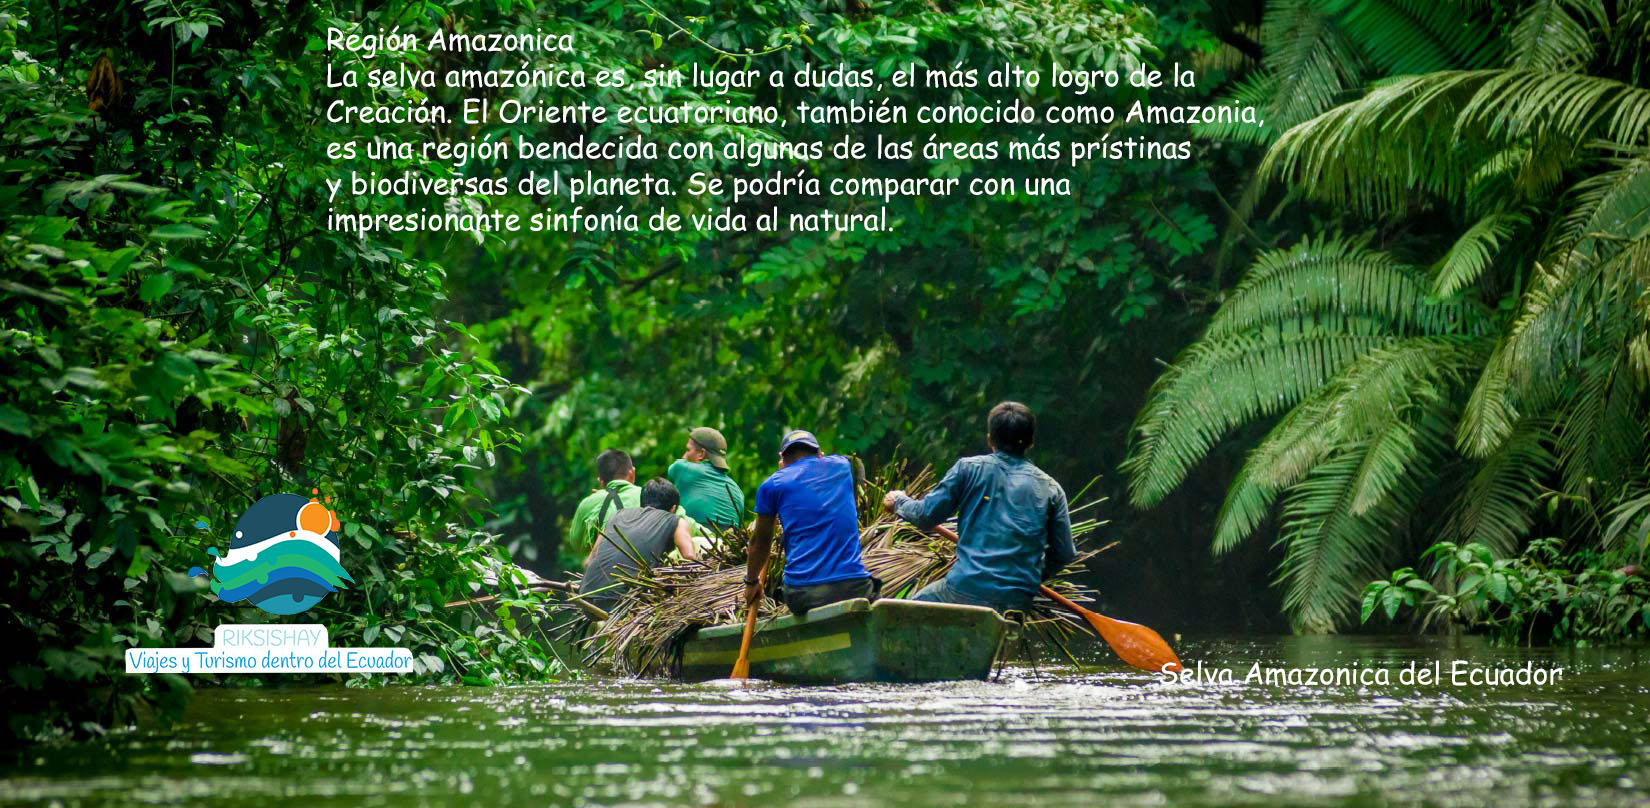 Región Amazonica
La selva amazónica es, sin lugar a dudas, el más alto logro de la
Creación. El Oriente ecuatoriano, también conocido como Amazonia,
es una región bendecida con algunas de las áreas más prístinas
y biodiversas del planeta. Se podría comparar con una
impresionante sinfonía de vida al natural.
RIKSISHAY
Viajes y Turismo dentro del Ecuador
Selva Amazonica del Ecuador